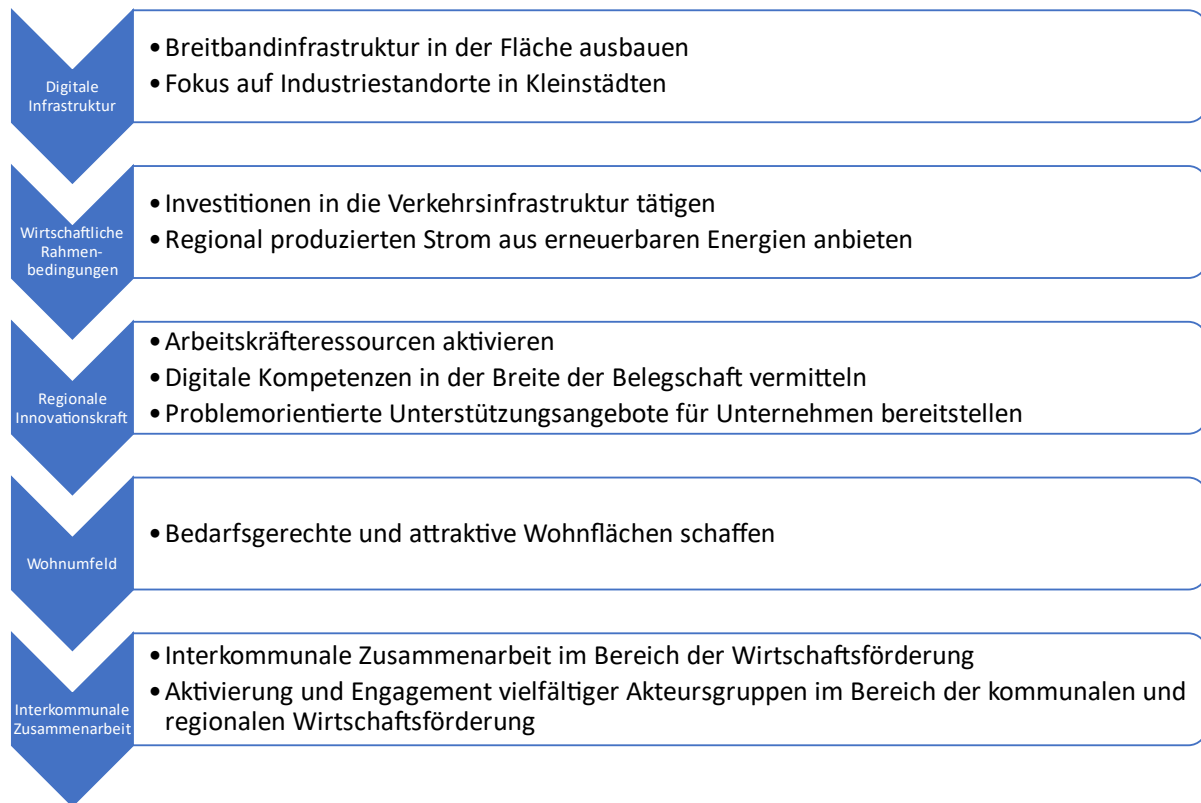 Digitale
Infrastruktur
•Breitbandinfrastruktur in der Fläche ausbauen
•Fokus auf Industriestandorte in Kleinstädten
Wirtschaftliche
Rahmen-
bedingungen
•Investitionen in die Verkehrsinfrastruktur tätigen
•Regional produzierten Strom aus erneuerbaren Energien anbieten
Regionale
Innovationskraft
•Arbeitskräfteressourcen aktivieren
•Digitale Kompetenzen in der Breite der Belegschaft vermitteln
•Problemorientierte Unterstützungsangebote für Unternehmen bereitstellen
Wohnumfeld
•Bedarfsgerechte und attraktive Wohnflächen schaffen
Interkommunale
Zusammenarbeit
•Interkommunale Zusammenarbeit im Bereich der Wirtschaftsförderung
•Aktivierung und Engagement vielfältiger Akteursgruppen im Bereich der kommunalen und
regionalen Wirtschaftsförderung